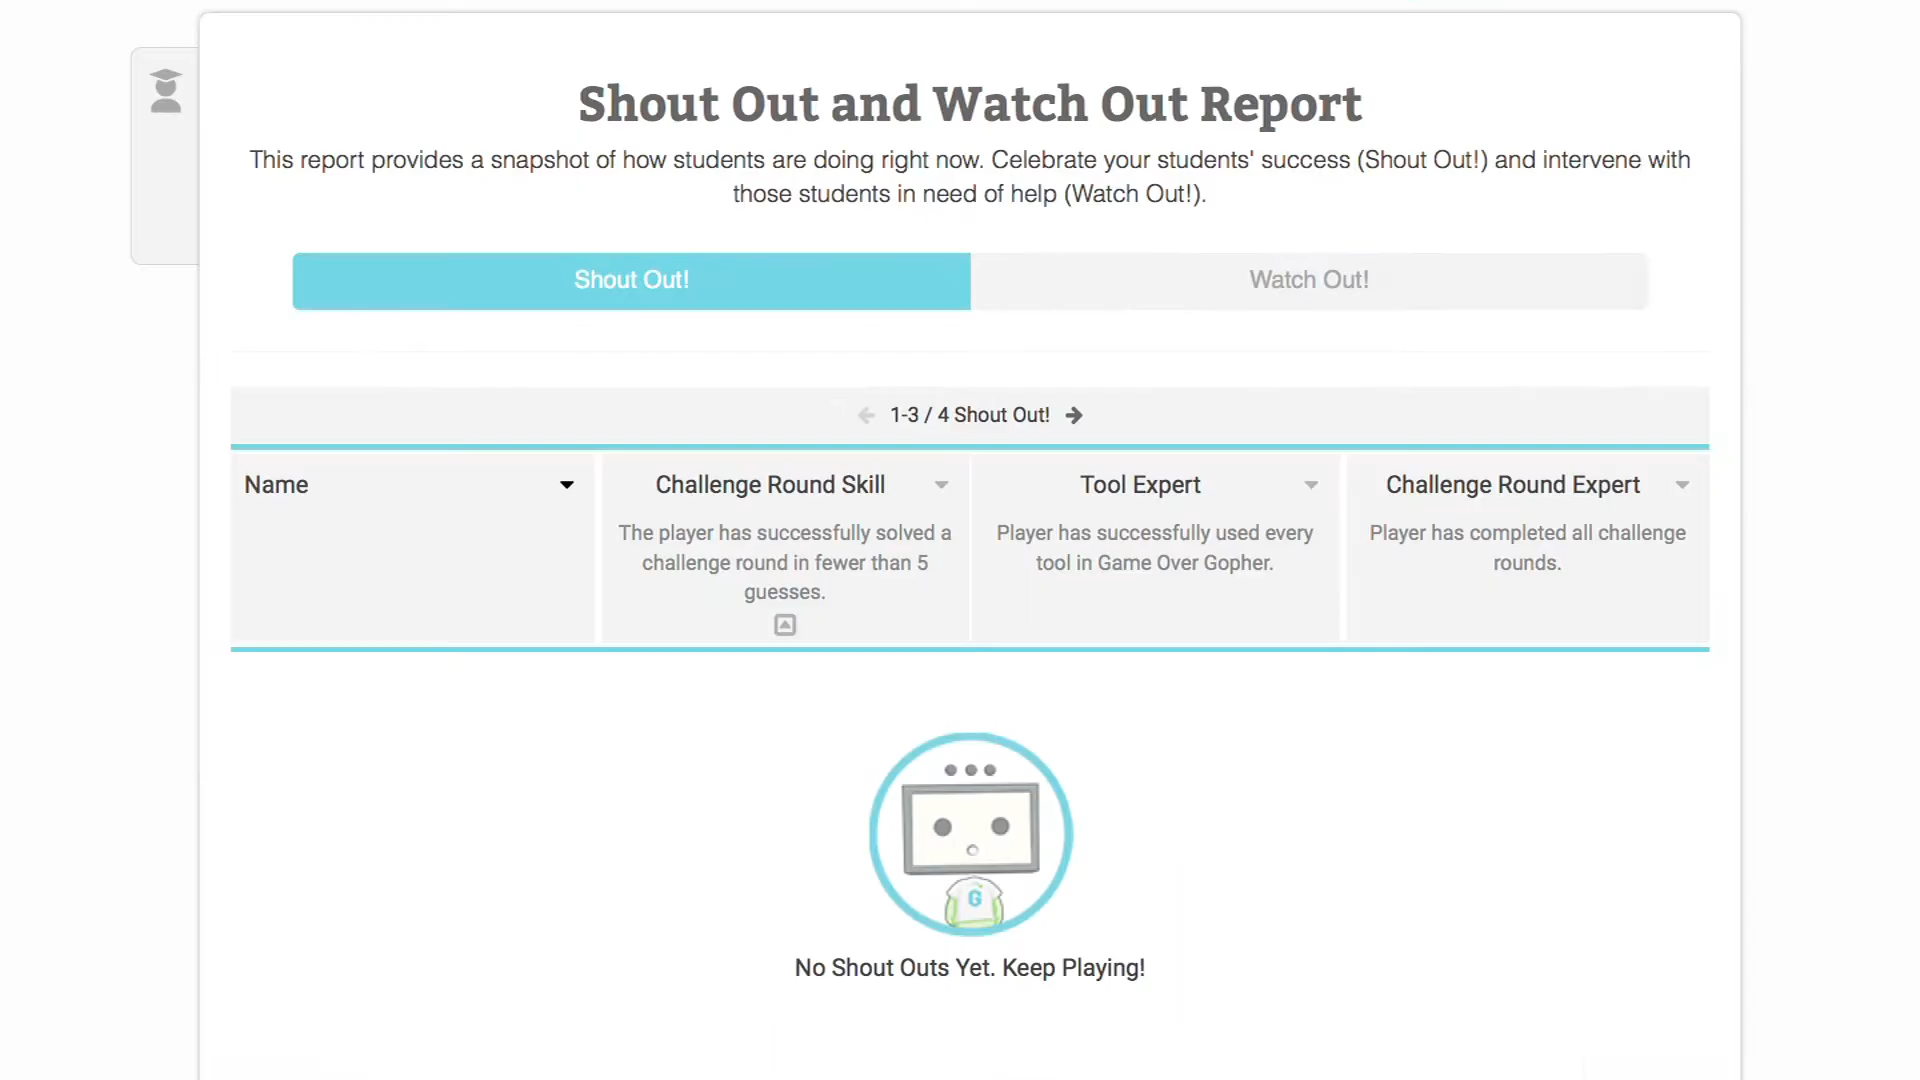 Shout Out and Watch Out Report
This report provides a snapshot of how students are doing right now. Celebrate your students' success (Shout Out!) and intervene with
those students in need of help (Watch Out!).
Shout Out!
Watch Out!
1-3 / 4 Shout Out!
Name
Challenge Round Skill
The player has successfully solved a
challenge round in fewer than 5
guesses.
Tool Expert
Player has successfully used every
tool in Game Over Gopher.
Challenge Round Expert
Player has completed all challenge
rounds.
G
No Shout Outs Yet. Keep Playing!